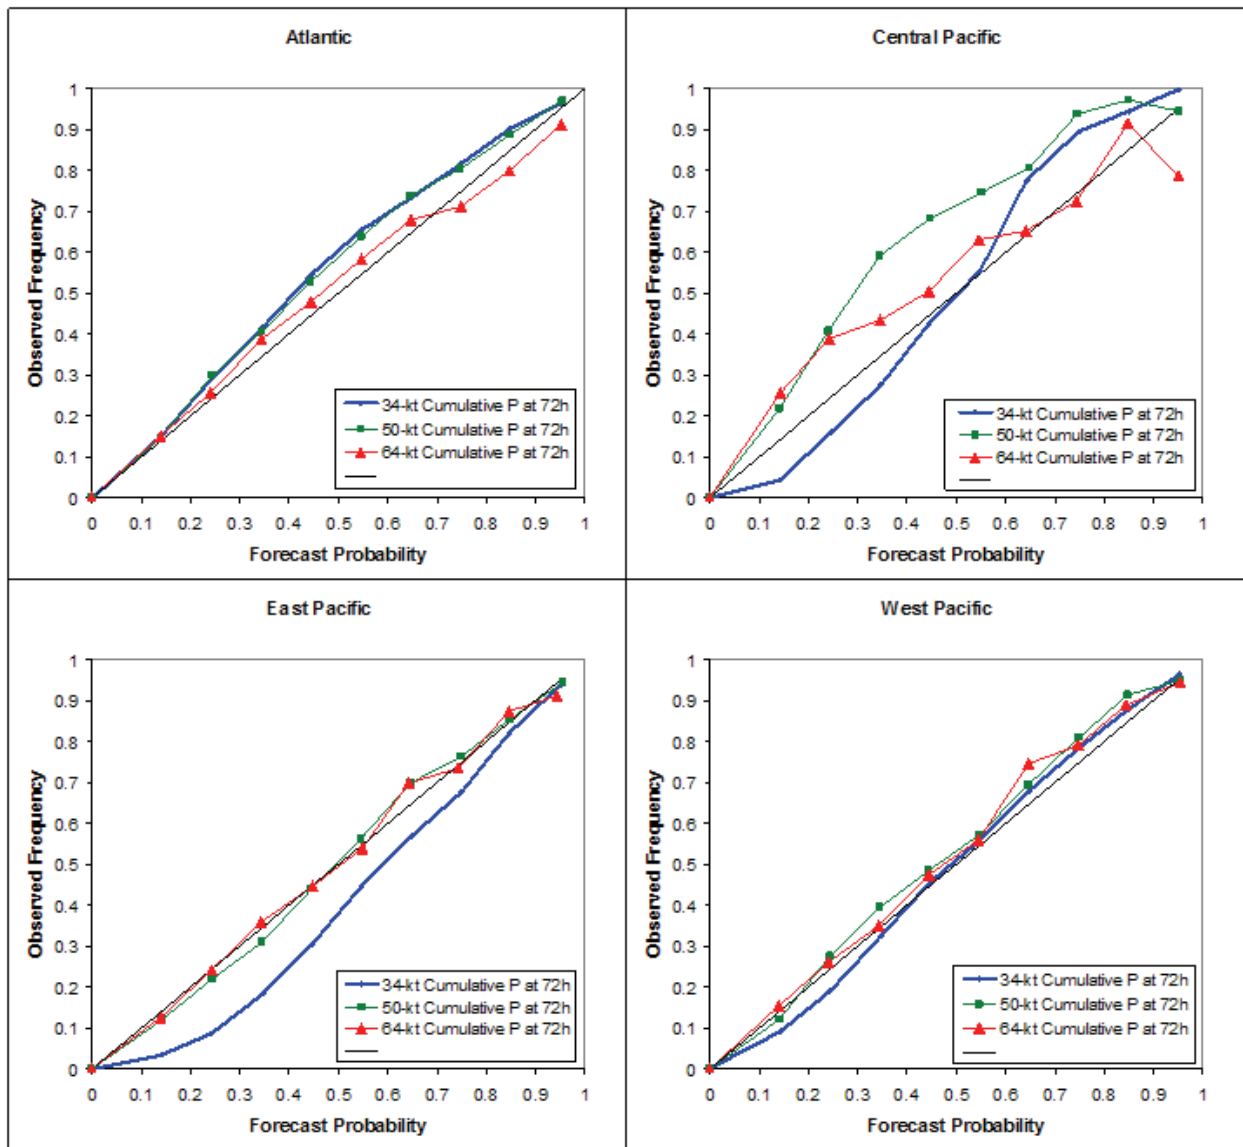 Atlantic
1
0.9
0.8
0.7
0.6
0.5
0.4
0.3
0.2
0.1
0
Observed Frequency
34-kt Cumulative P at 72h
50-kt Cumulative P at 72h
64-kt Cumulative P at 72h
0 0.1 0.2 0.3 0.4 0.5 0.6 0.7 0.8 0.9 1
Forecast Probability
Central Pacific
1
0.9
0.8
0.7
0.6
0.5
0.4
0.3
0.2
0.1
0
Observed Frequency
34-kt Cumulative P at 72h
50-kt Cumulative P at 72h
64-kt Cumulative P at 72h
0 0.1 0.2 0.3 0.4 0.5 0.6 0.7 0.8 0.9 1
Forecast Probability
East Pacific
1
0.9
0.8
0.7
0.6
0.5
0.4
0.3
0.2
0.1
0
Observed Frequency
34-kt Cumulative P at 72h
50-kt Cumulative P at 72h
64-kt Cumulative P at 72h
0 0.1 0.2 0.3 0.4 0.5 0.6 0.7 0.8 0.9 1
Forecast Probability
West Pacific
1
0.9
0.8
0.7
0.6
0.5
0.4
0.3
0.2
0.1
0
Observed Frequency
34-kt Cumulative P at 72h
50-kt Cumulative P at 72h
64-kt Cumulative P at 72h
0 0.1 0.2 0.3 0.4 0.5 0.6 0.7 0.8 0.9 1
Forecast Probability